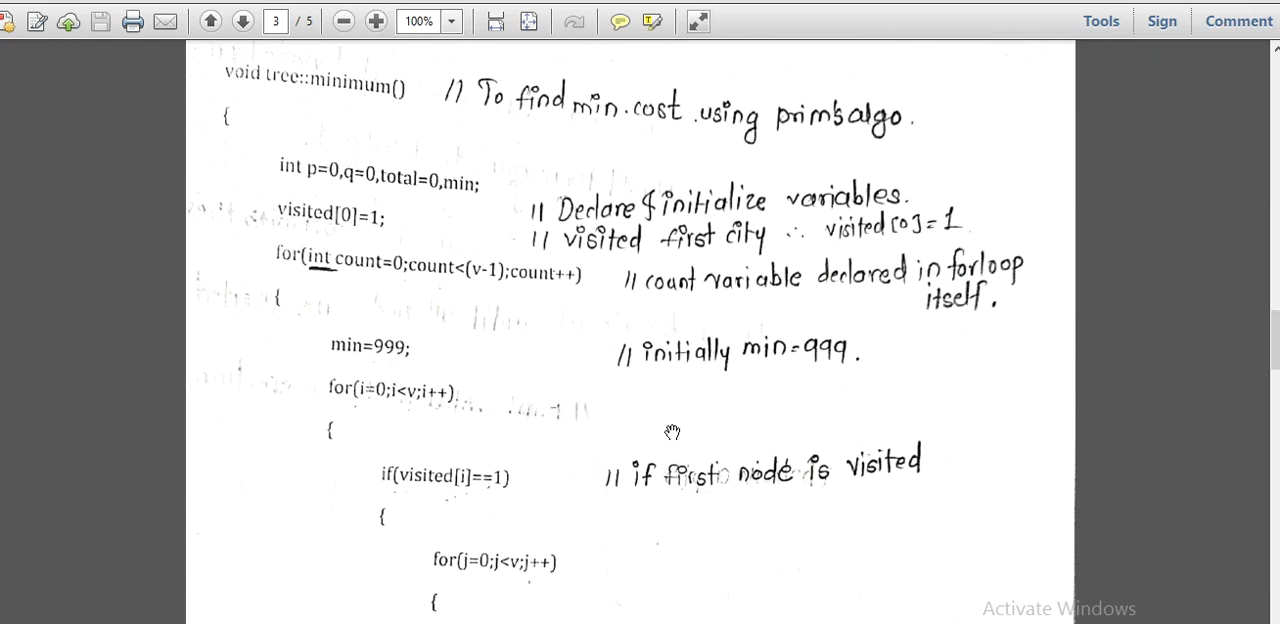 3 / 5 100% Tools Sign Comment
void tree::minimum() // To find min.cost using prim's algo.
{
int p=0,q=0,total=0,min; // Declare & initialize variables.
visited[0]=1; // visited first city ∴ visited[0]=1
for(int count=0;count<(v-1);count++) // count variable declared in forloop
itself.
{
min=999; // initially min=999.
for(i=0;i<v;i++)
{
if(visited[i]==1) // if first node is visited
{
for(j=0;j<v;j++)
{
Activate Windows